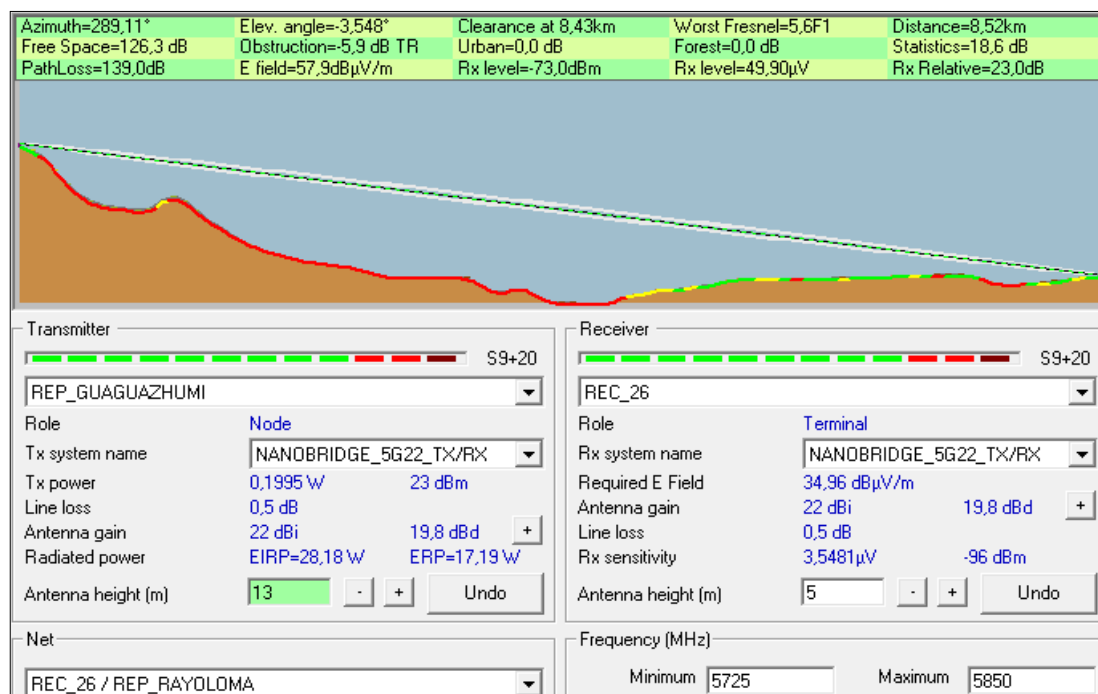 Azimuth=289,11° Elev. angle=-3,548° Clearance at 8,43km Worst Fresnel=5,6F1 Distance=8,52km
Free Space=126,3 dB Obstruction=-5,9 dB TR Urban=0,0 dB Forest=0,0 dB Statistics=18,6 dB
PathLoss=139,0dB E field=57,9dBµV/m Rx level=-73,0dBm Rx level=49,90µV Rx Relative=23,0dB
Transmitter
S9+20
REP_GUAGUAZHUMI
Role Node
Tx system name NANOBRIDGE_5G22_TX/RX
Tx power 0,1995 W 23 dBm
Line loss 0,5 dB
Antenna gain 22 dBi 19,8 dBd +
Radiated power EIRP=28,18 W ERP=17,19 W
Antenna height (m) 13 - + Undo
Net
REC_26 / REP_RAYOLOMA
Receiver
S9+20
REC_26
Role Terminal
Rx system name NANOBRIDGE_5G22_TX/RX
Required E Field 34,96 dBµV/m
Antenna gain 22 dBi 19,8 dBd +
Line loss 0,5 dB
Rx sensitivity 3,5481µV -96 dBm
Antenna height (m) 5 - + Undo
Frequency (MHz)
Minimum 5725 Maximum 5850